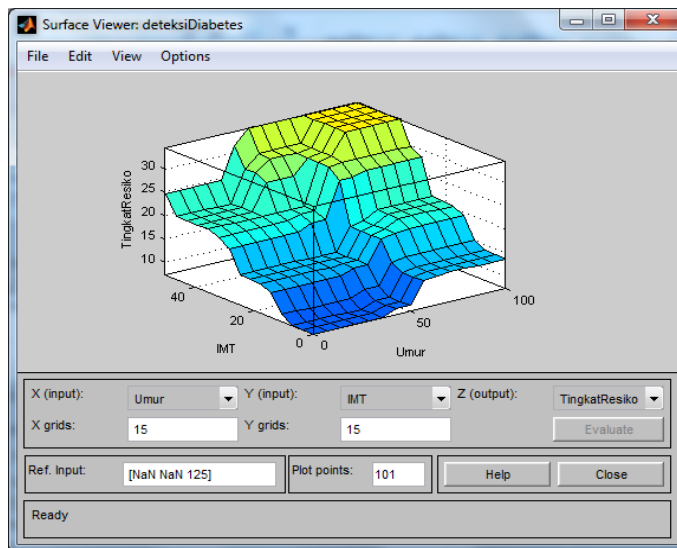 Surface Viewer: deteksiDiabetes
File Edit View Options
30
25
20
15
10
TingkatResiko
40
20
0
IMT
0
50
100
Umur
X (input): Umur Y (input): IMT Z (output): TingkatResiko
X grids: 15 Y grids: 15 Evaluate
Ref. Input: [NaN NaN 125] Plot points: 101 Help Close
Ready